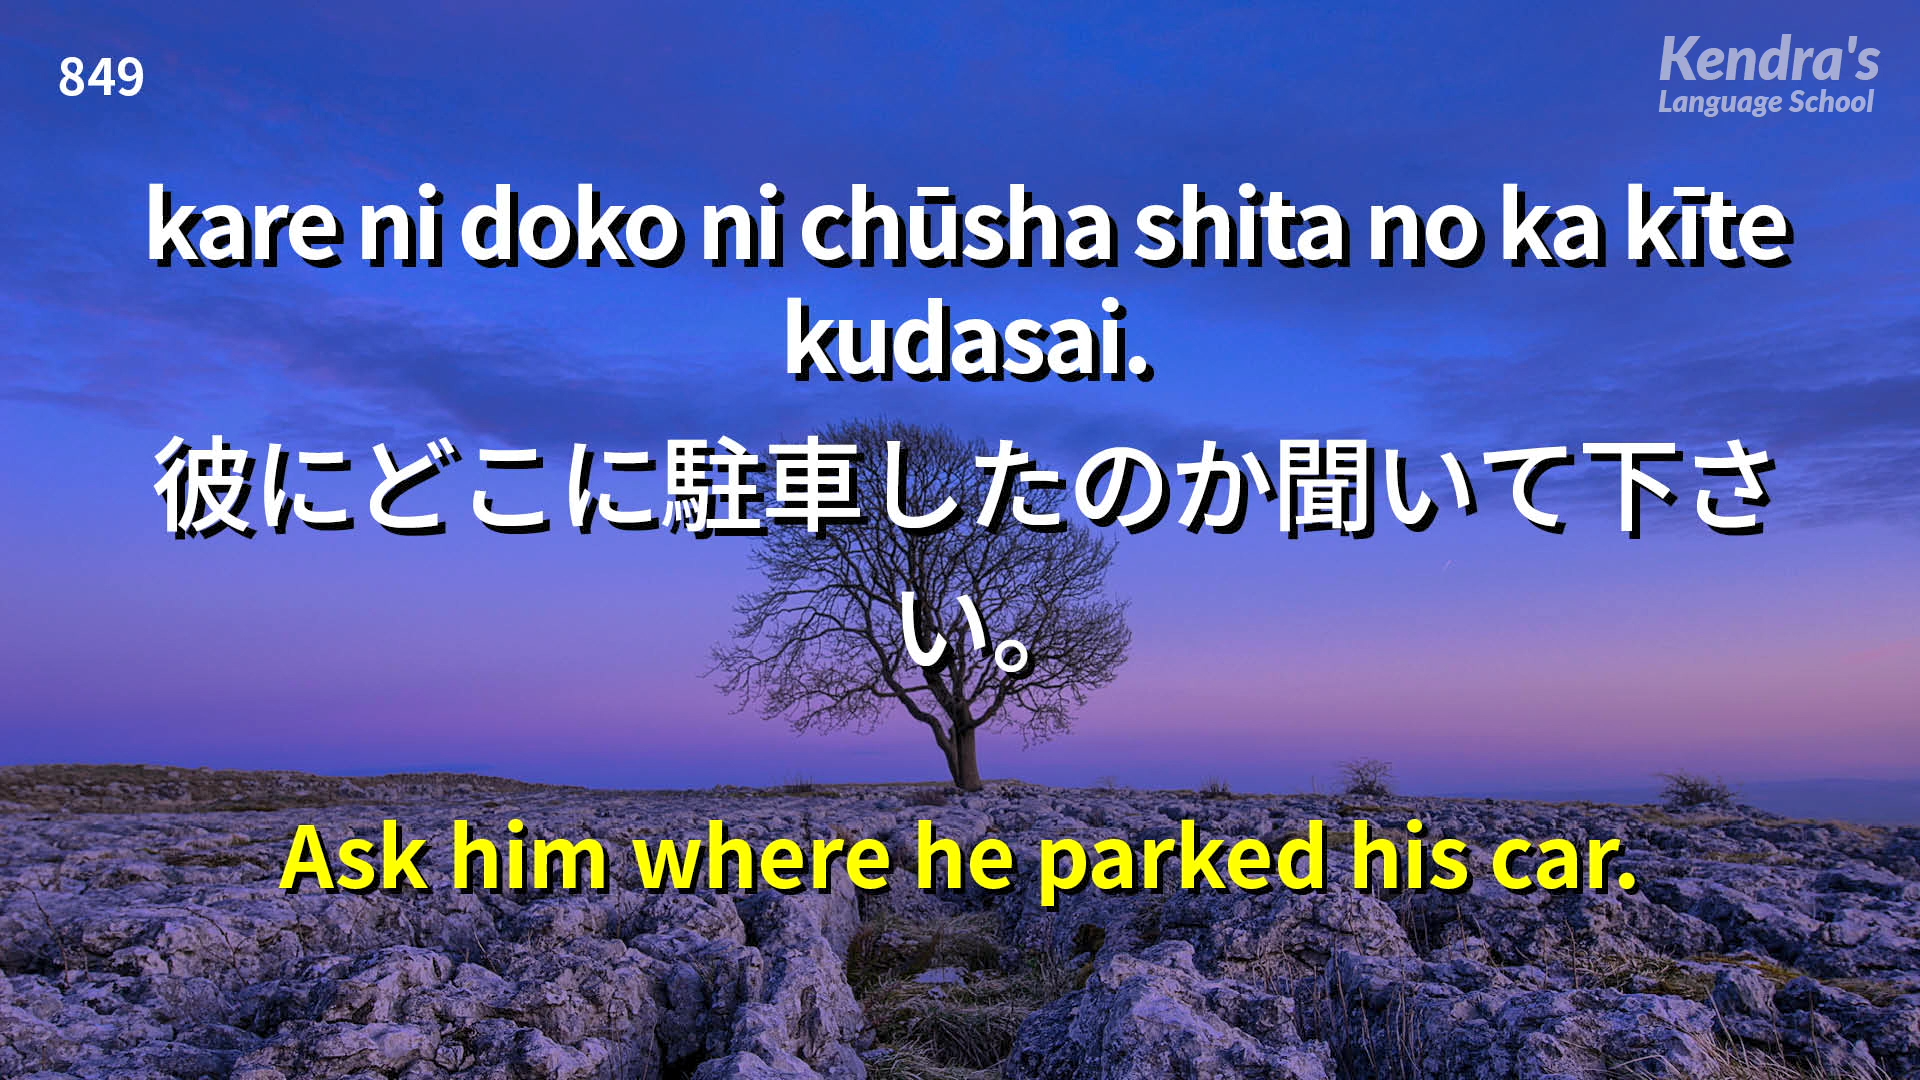 849
Kendra's
Language School
kare ni doko ni chūsha shita no ka kīte
kudasai.
彼にどこに駐車したのか聞いて下さ
い。
Ask him where he parked his car.